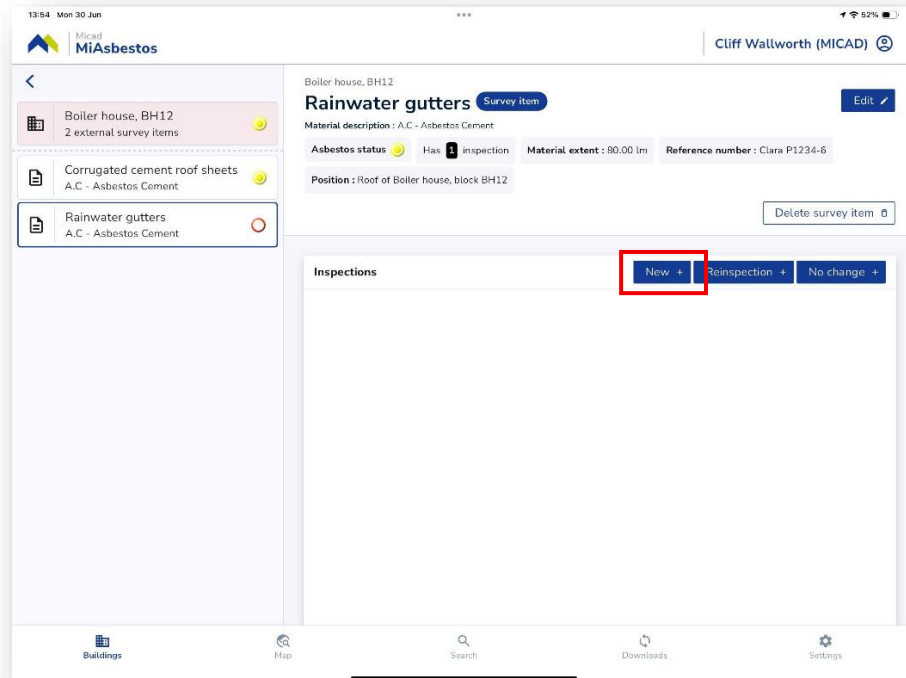 13:54 Mon 30 Jun
52%
Micad
MiAsbestos
Cliff Wallworth (MICAD)
Boiler house, BH12
2 external survey items
Corrugated cement roof sheets
A.C - Asbestos Cement
Rainwater gutters
A.C - Asbestos Cement
Boiler house, BH12
Rainwater gutters Survey item
Edit
Material description : A.C - Asbestos Cement
Asbestos status Has 1 inspection Material extent : 80.00 lm Reference number : Clara P1234-6
Position : Roof of Boiler house, block BH12
Delete survey item
Inspections New + Reinspection + No change +
Buildings Map Search Downloads Settings